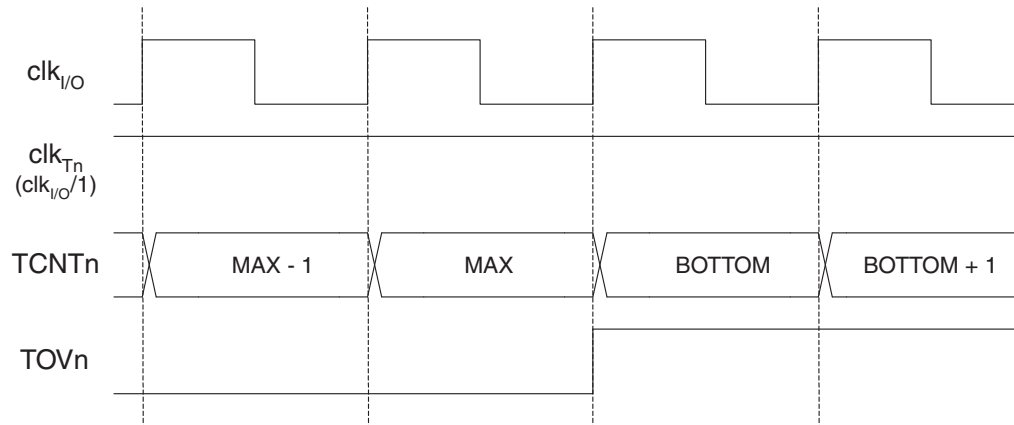 clkI/O
clkTn
(clkI/O/1)
TCNTn MAX - 1 MAX BOTTOM BOTTOM + 1
TOVn